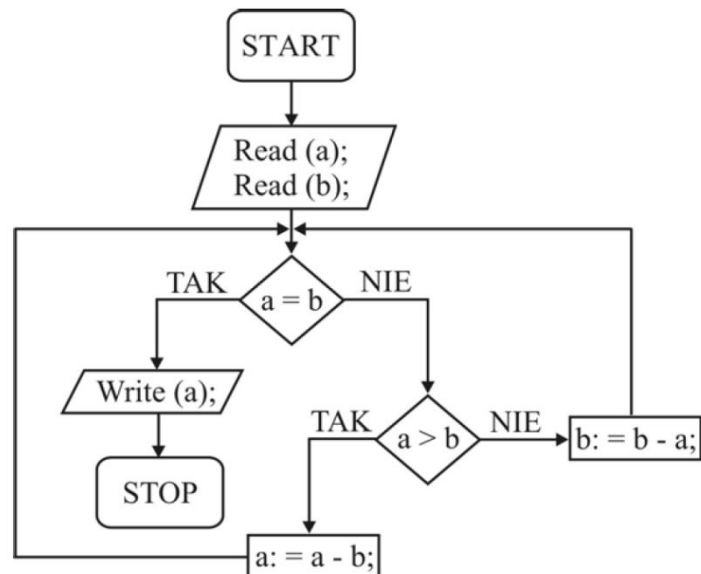 START
Read (a);
Read (b);
TAK
a = b
NIE
Write (a);
TAK
a > b
NIE
b: = b - a;
STOP
a: = a - b;